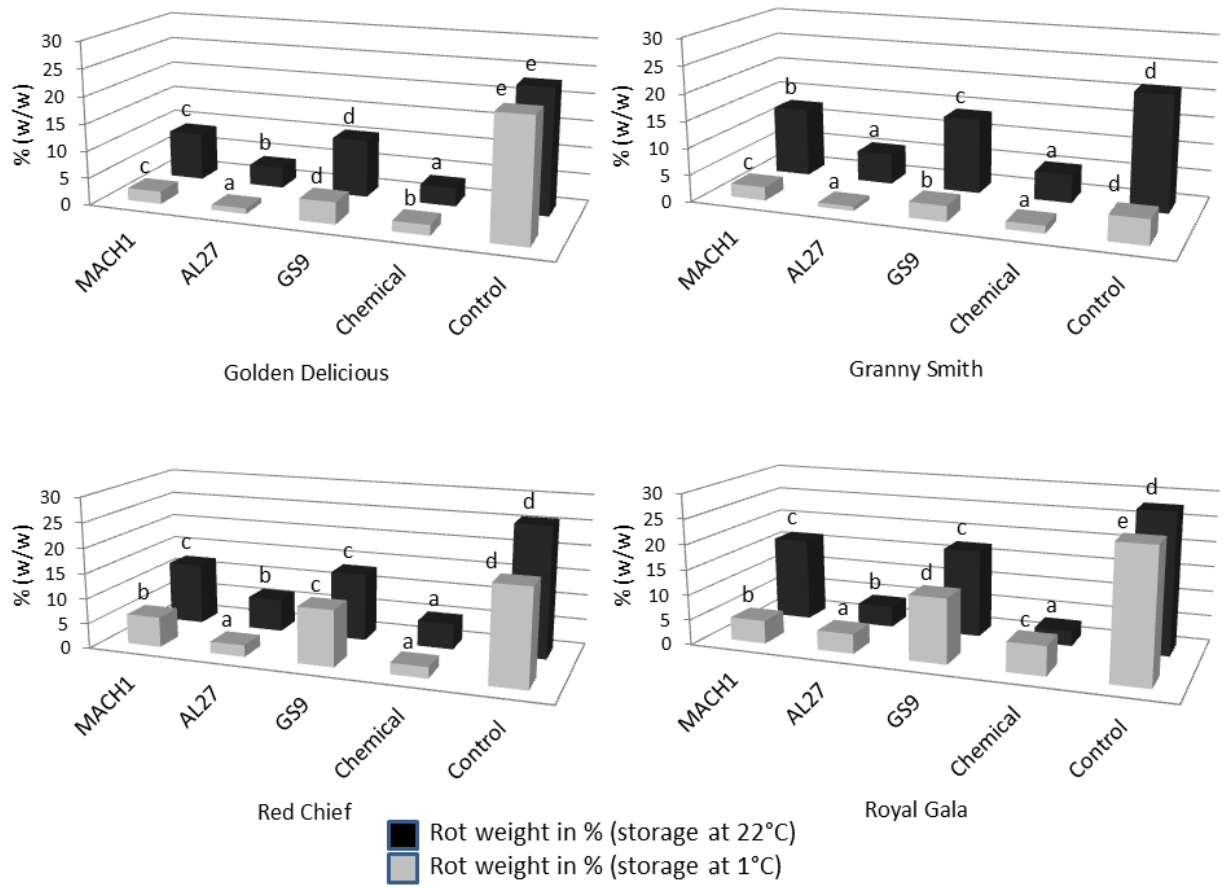 30
25
20
15
10
5
0
% (w/w)
c
b
d
a
e
c
a
d
b
e
MACH1
AL27
GS9
Chemical
Control
Golden Delicious
30
25
20
15
10
5
0
% (w/w)
b
a
c
a
d
c
a
b
a
d
MACH1
AL27
GS9
Chemical
Control
Granny Smith
30
25
20
15
10
5
0
% (w/w)
c
b
c
a
d
b
a
c
a
d
MACH1
AL27
GS9
Chemical
Control
Red Chief
30
25
20
15
10
5
0
% (w/w)
c
b
c
a
d
b
a
d
c
e
MACH1
AL27
GS9
Chemical
Control
Royal Gala
Rot weight in % (storage at 22°C)
Rot weight in % (storage at 1°C)